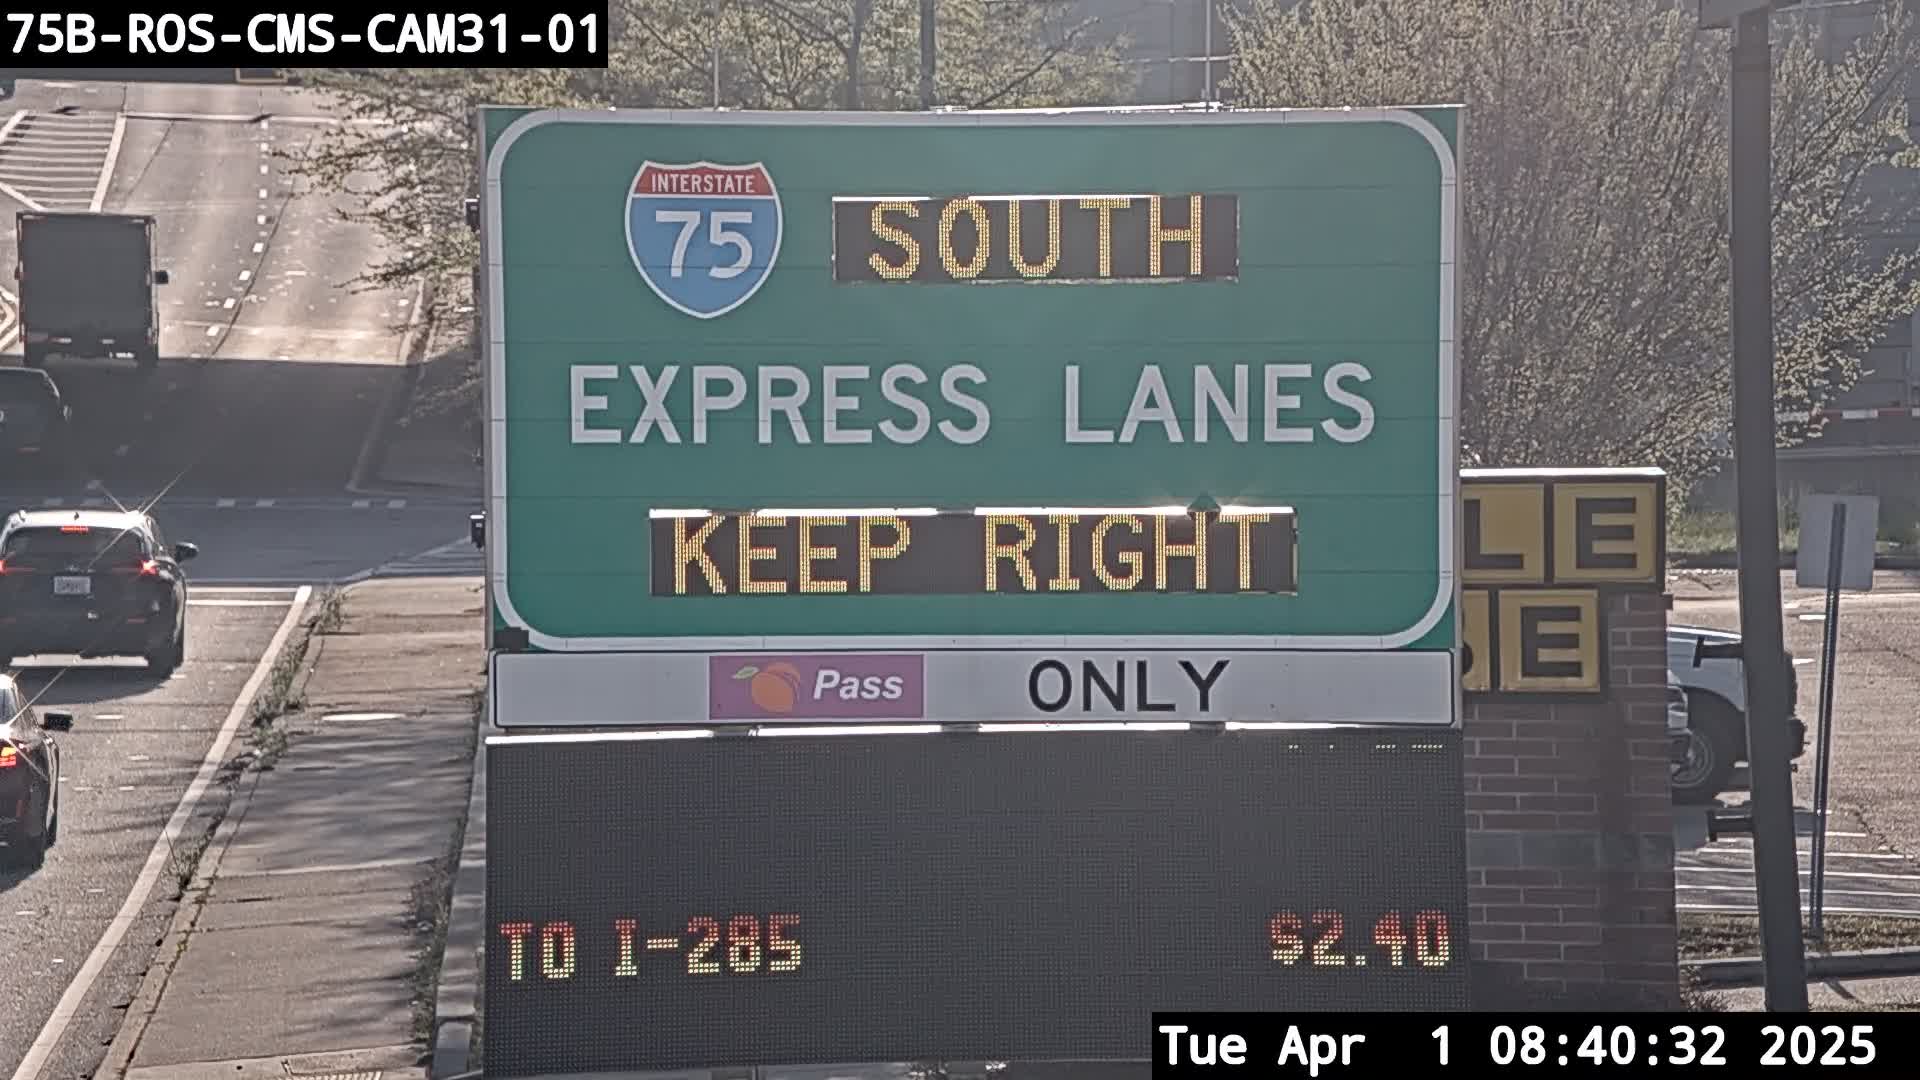 75B-ROS-CMS-CAM31-01
INTERSTATE
75
SOUTH
EXPRESS LANES
KEEP RIGHT
Pass ONLY
TO I-285 $2.40
LE
E
Tue Apr 1 08:40:32 2025